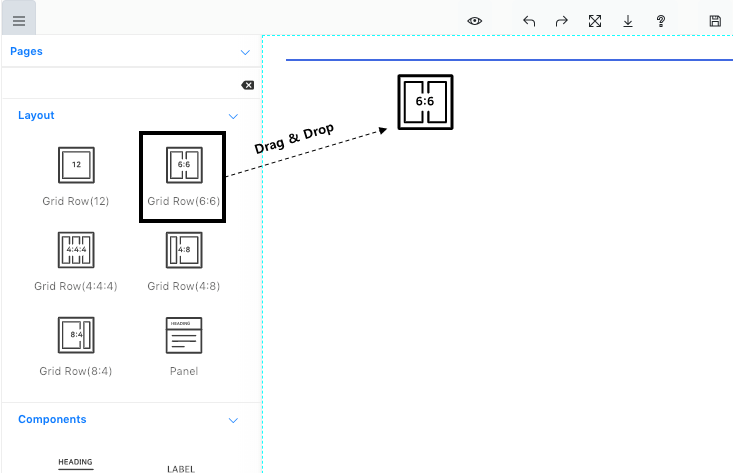 Pages
Layout
12
6:6
Grid Row(12)
Grid Row(6:6)
4:4:4
4:8
Grid Row(4:4:4)
Grid Row(4:8)
8:4
HEADING
Grid Row(8:4)
Panel
Components
HEADING
LABEL
Drag & Drop
6:6